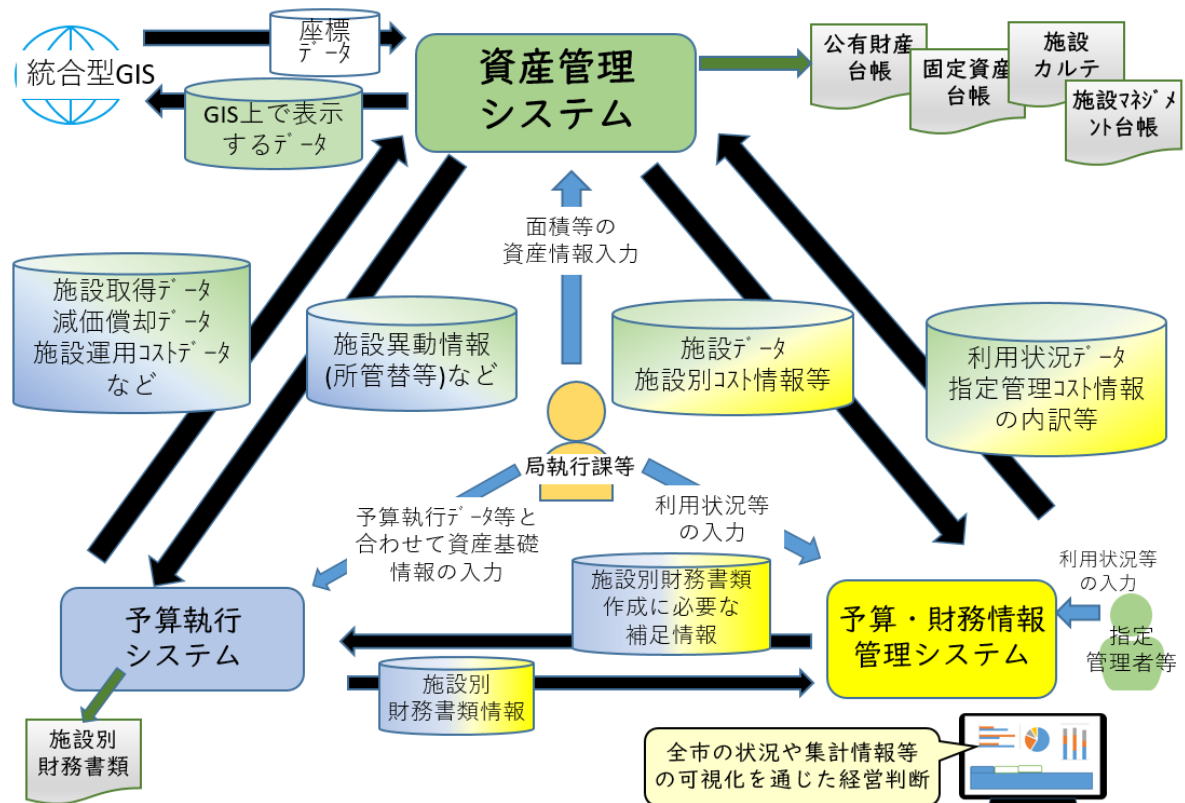 統合型GIS
座標
ﾃﾞｰﾀ
GIS上で表示
するﾃﾞｰﾀ
資産管理
システム
公有財産
台帳
固定資産
台帳
施設
カルテ
施設ﾏﾈｼﾞﾒ
ﾝﾄ台帳
面積等の
資産情報入力
施設取得ﾃﾞｰﾀ
減価償却ﾃﾞｰﾀ
施設運用ｺｽﾄﾃﾞｰﾀ
など
施設異動情報
(所管替等)など
施設ﾃﾞｰﾀ
施設別ｺｽﾄ情報等
利用状況ﾃﾞｰﾀ
指定管理ｺｽﾄ情報
の内訳等
局執行課等
予算執行ﾃﾞｰﾀ等と
合わせて資産基礎
情報の入力
利用状況等
の入力
施設別財務書類
作成に必要な
補足情報
利用状況等
の入力
予算執行
システム
予算・財務情報
管理システム
指定
管理者等
施設別
財務書類情報
施設別
財務書類
全市の状況や集計情報等
の可視化を通じた経営判断